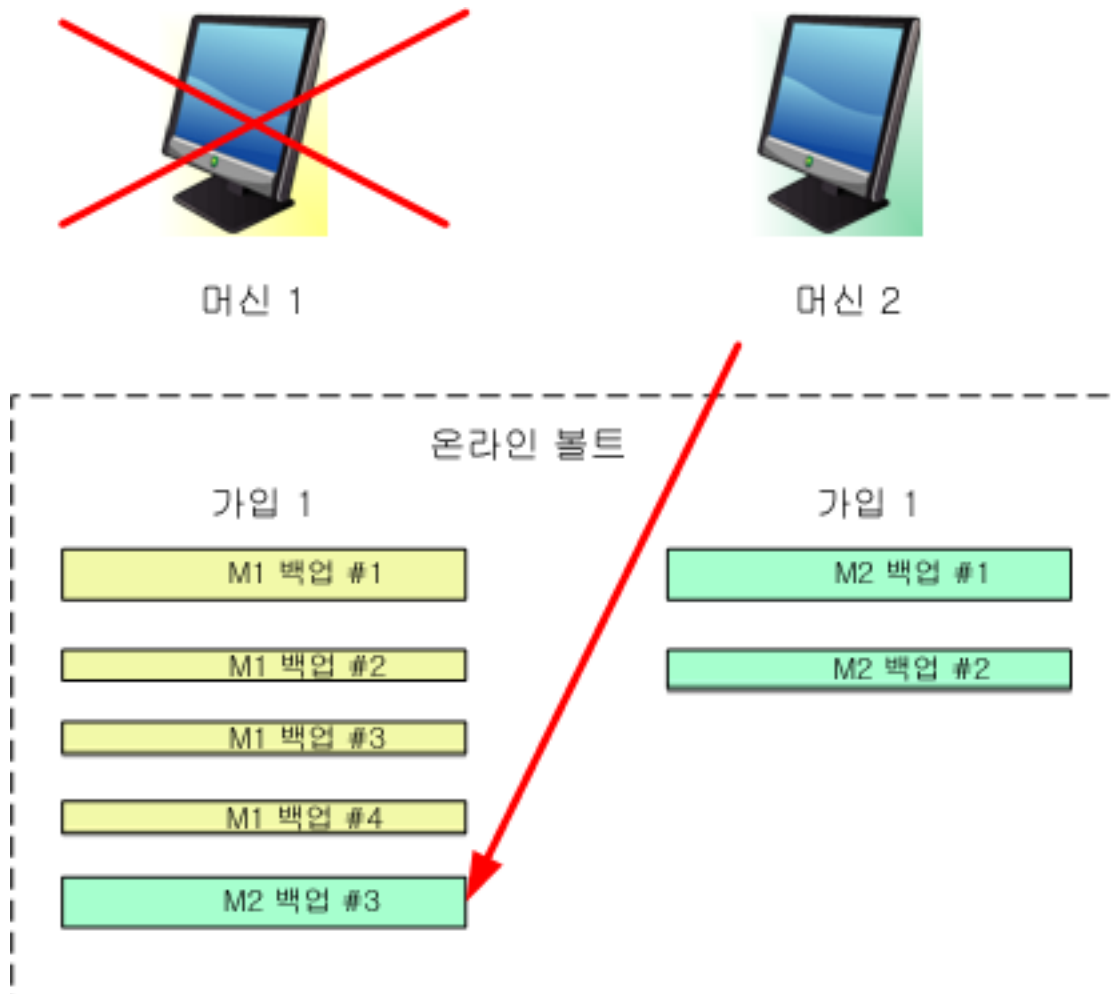 머신 1
머신 2
온라인 볼트
가입 1
가입 1
M1 백업 #1
M2 백업 #1
M1 백업 #2
M2 백업 #2
M1 백업 #3
M1 백업 #4
M2 백업 #3